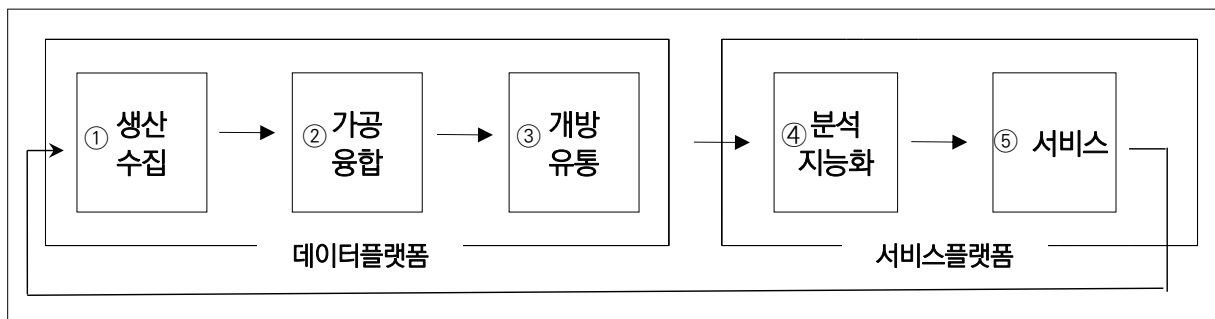 ① 생산
수집
② 가공
융합
③ 개방
유통
④ 분석
지능화
⑤ 서비스
데이터플랫폼
서비스플랫폼